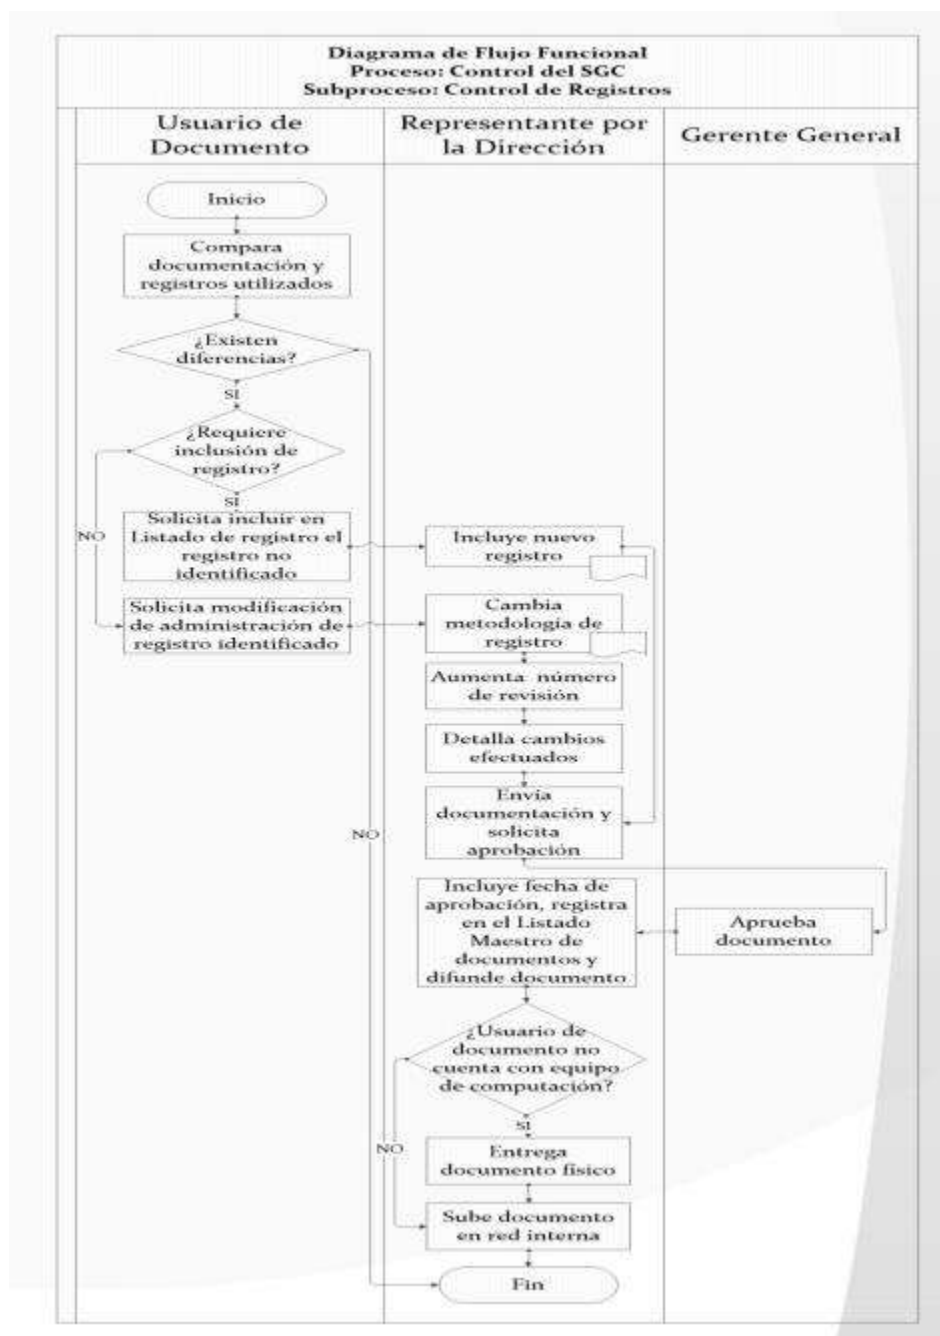 Diagrama de Flujo Funcional
Proceso: Control del SGC
Subproceso: Control de Registros
Usuario de
Documento
Representante por
la Dirección
Gerente General
Inicio
Compara
documentación y
registros utilizados
¿Existen
diferencias?
SI
¿Requiere
inclusión de
registro?
SI
NO
Solicita incluir en
Listado de registro el
registro no
identificado
Incluye nuevo
registro
Solicita modificación
de administración de
registro identificado
Cambia
metodología de
registro
Aumenta número
de revisión
Detalla cambios
efectuados
Envía
documentación y
solicita
aprobación
NO
Incluye fecha de
aprobación, registra
en el Listado
Maestro de
documentos y
difunde documento
Aprueba
documento
¿Usuario de
documento no
cuenta con equipo
de computación?
SI
NO
Entrega
documento físico
Sube documento
en red interna
Fin